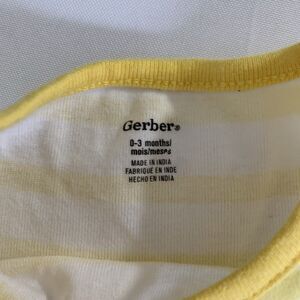 Gerber®
0-3 months/
mois/meses
MADE IN INDIA
FABRIQUE EN INDE
HECHO EN INDIA